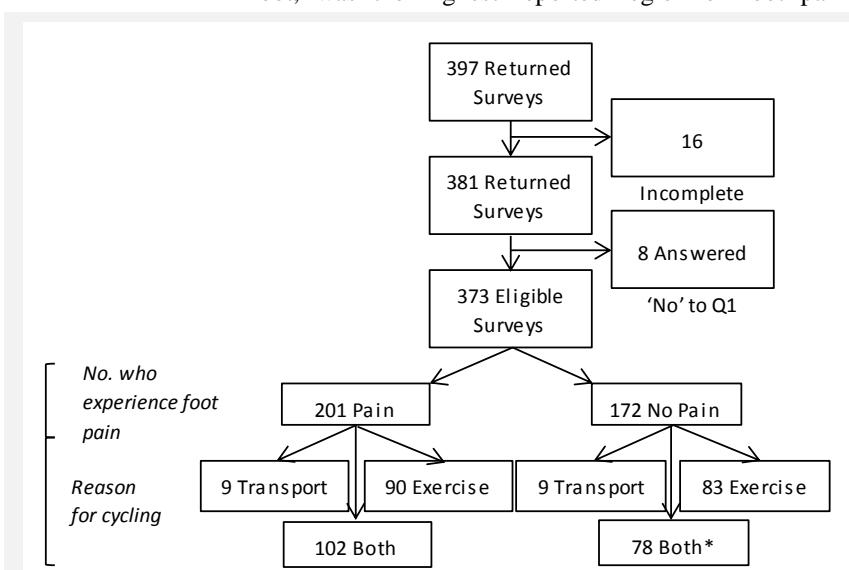 397 Returned
Surveys
16
Incomplete
381 Returned
Surveys
8 Answered
'No' to Q1
373 Eligible
Surveys
No. who
experience foot
pain
201 Pain
172 No Pain
Reason
for cycling
9 Transport
90 Exercise
9 Transport
83 Exercise
102 Both
78 Both*